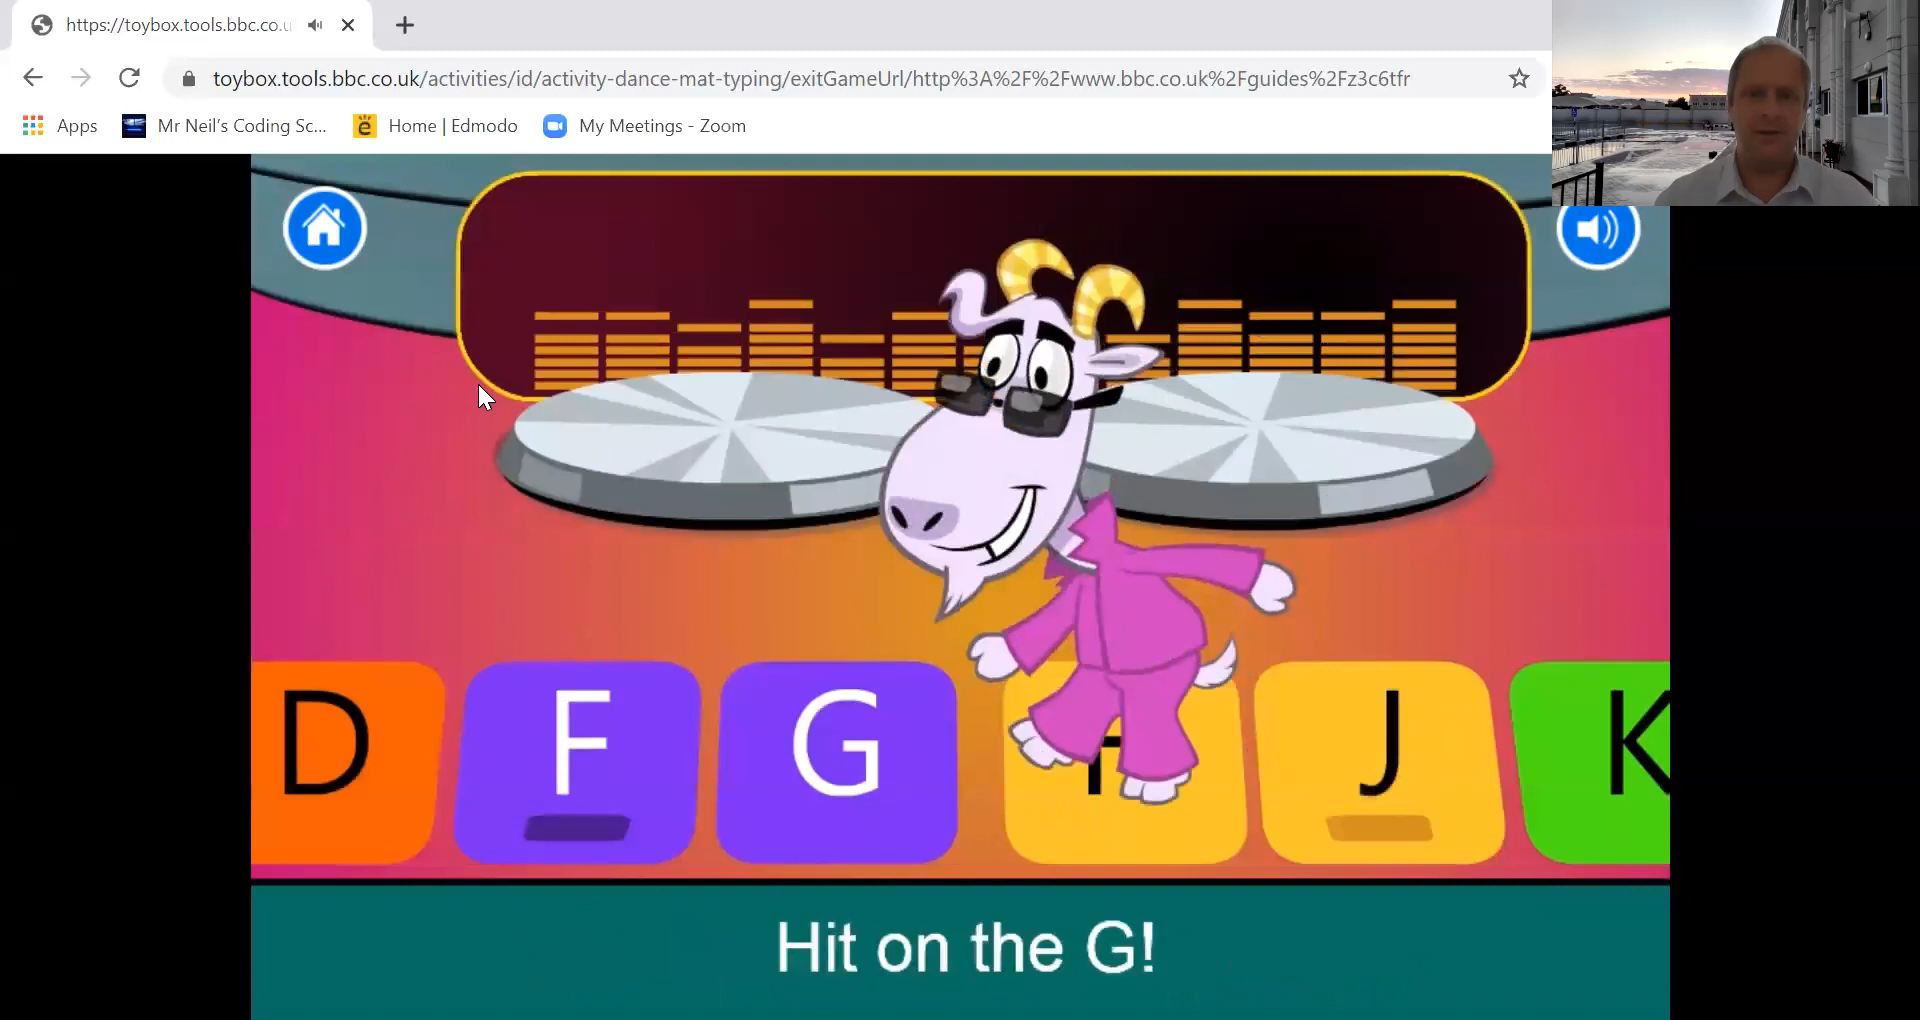 https://toybox.tools.bbc.co.u
toybox.tools.bbc.co.uk/activities/id/activity-dance-mat-typing/exitGameUrl/http%3A%2F%2Fwww.bbc.co.uk%2Fguides%2Fz3c6tfr
Apps Mr Neil's Coding Sc... ë Home | Edmodo My Meetings - Zoom
D F G J K
Hit on the G!